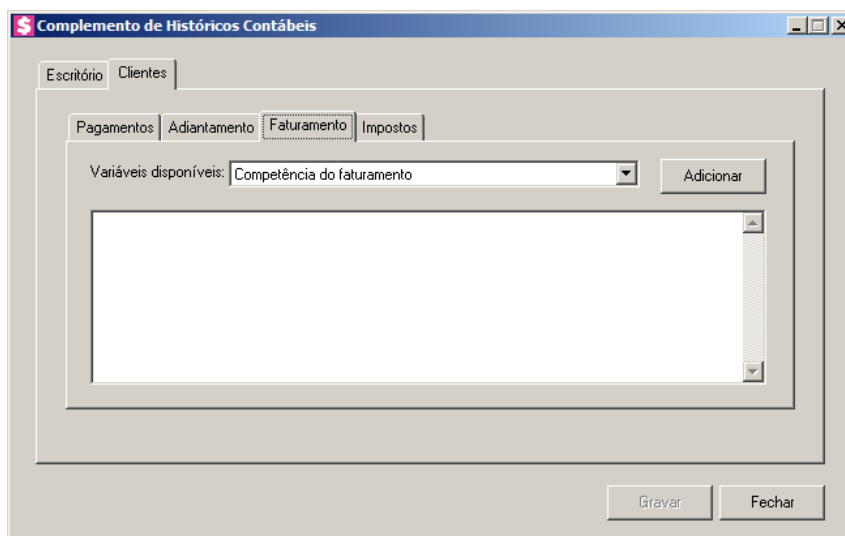 Complemento de Históricos Contábeis
Escritório Clientes
Pagamentos Adiantamento Faturamento Impostos
Variáveis disponíveis: Competência do faturamento Adicionar
Gravar Fechar